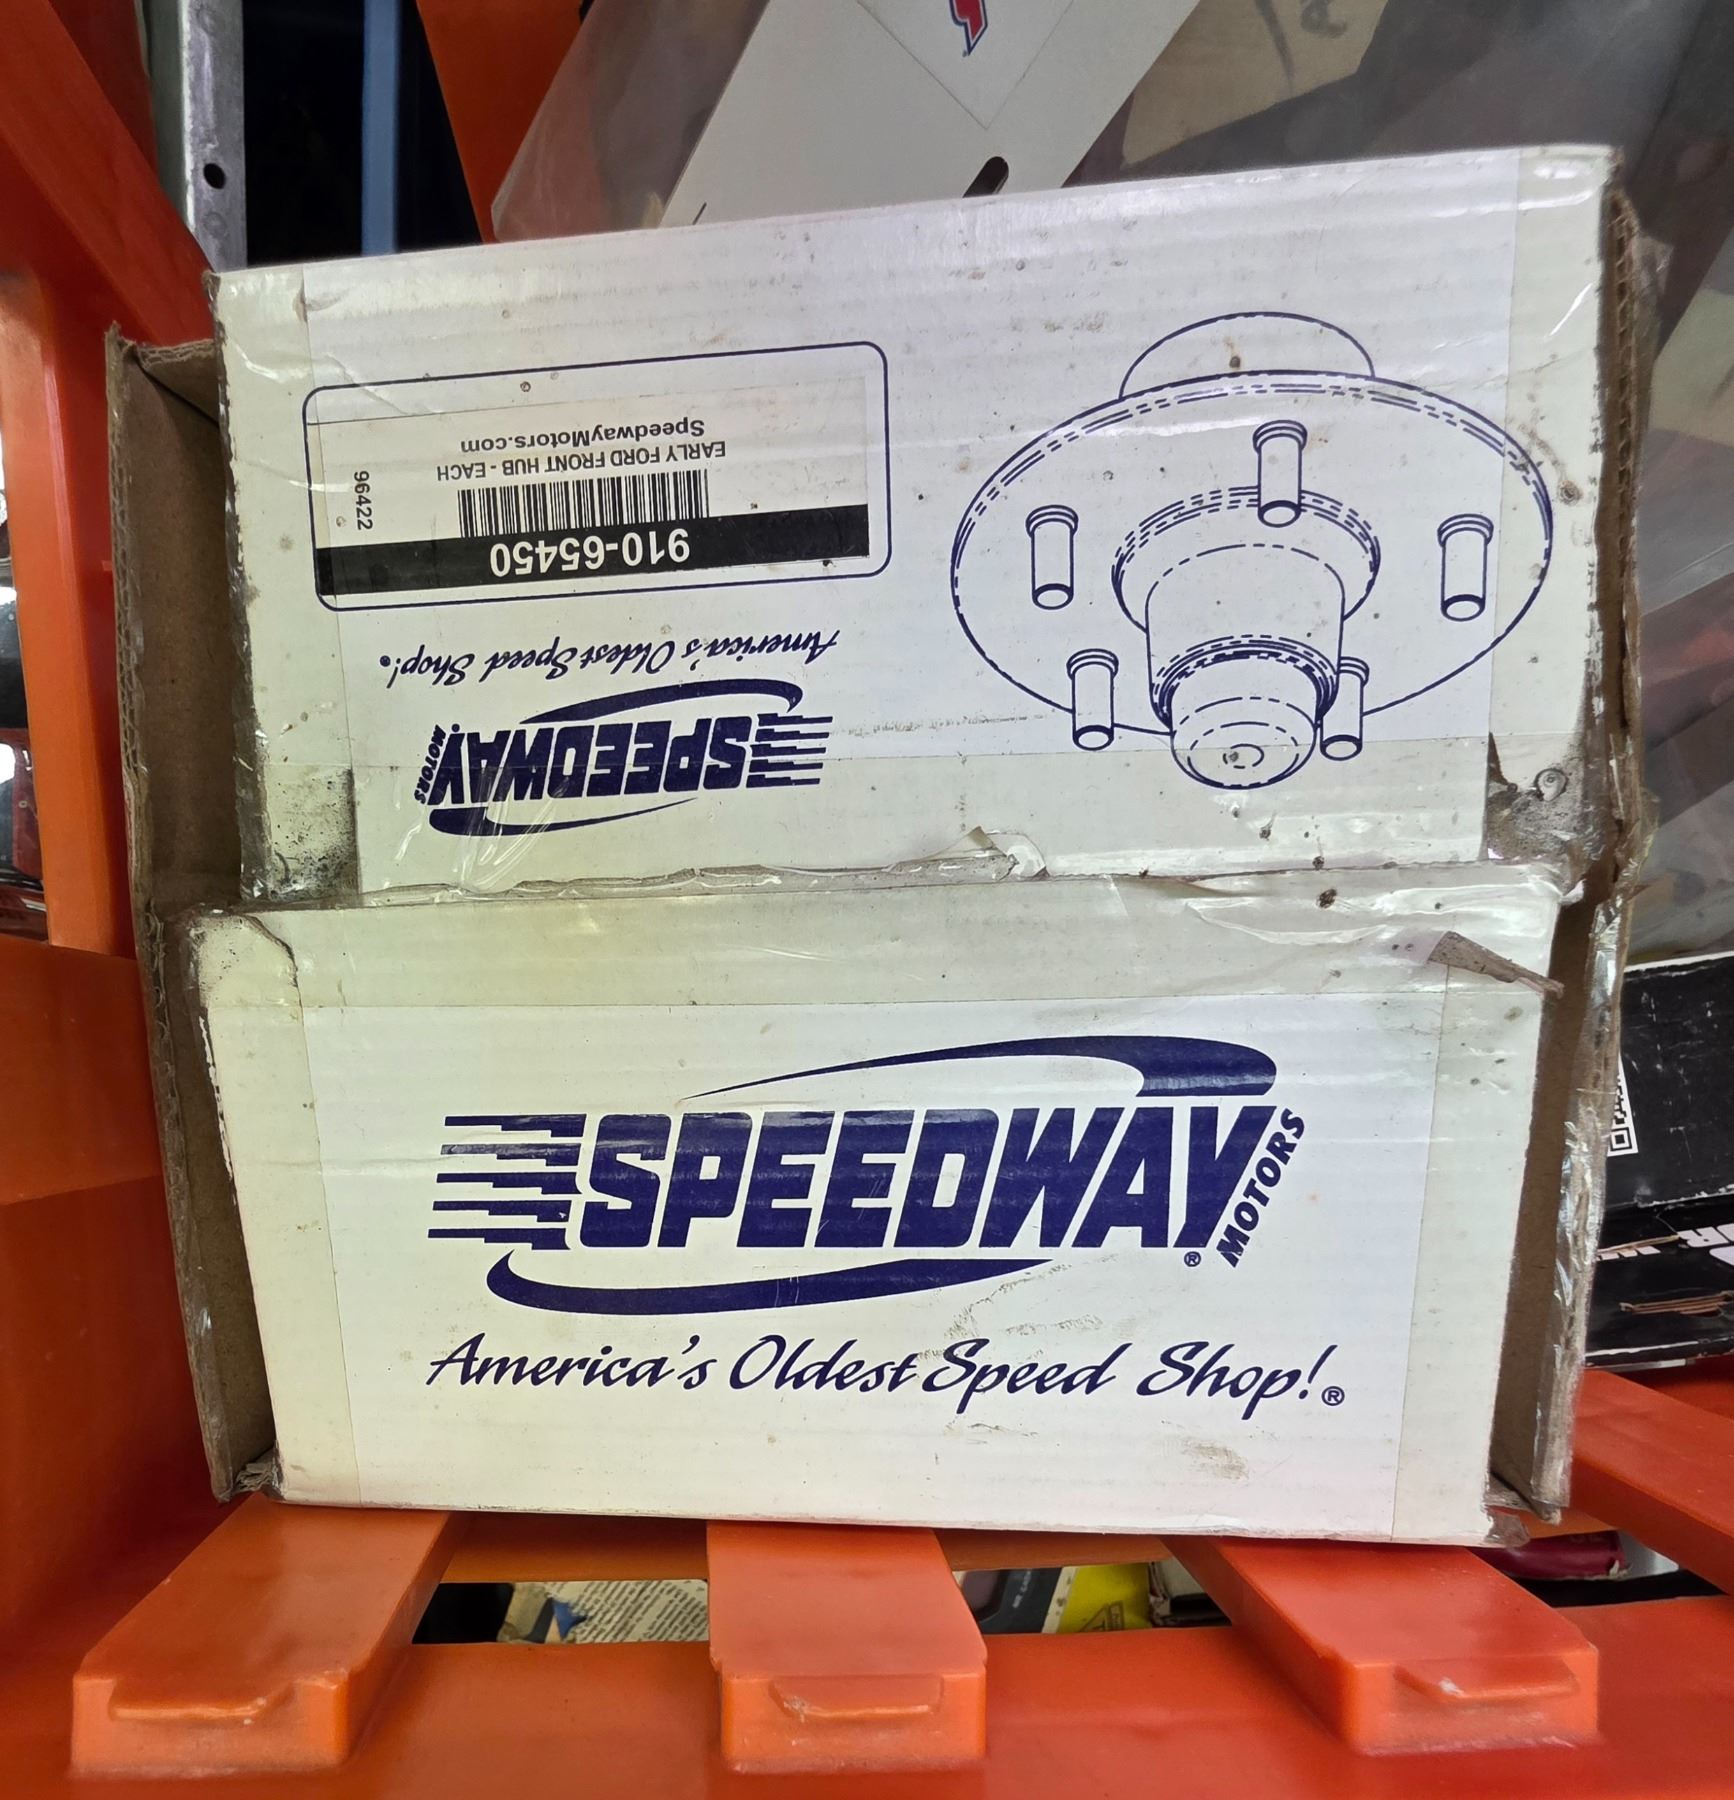 910-65450
EARLY FORD FRONT HUB - EACH
SpeedwayMotors.com
96422
SPEEDWAY
MOTORS
America's Oldest Speed Shop!®
SPEEDWAY®
MOTORS
America's Oldest Speed Shop!®